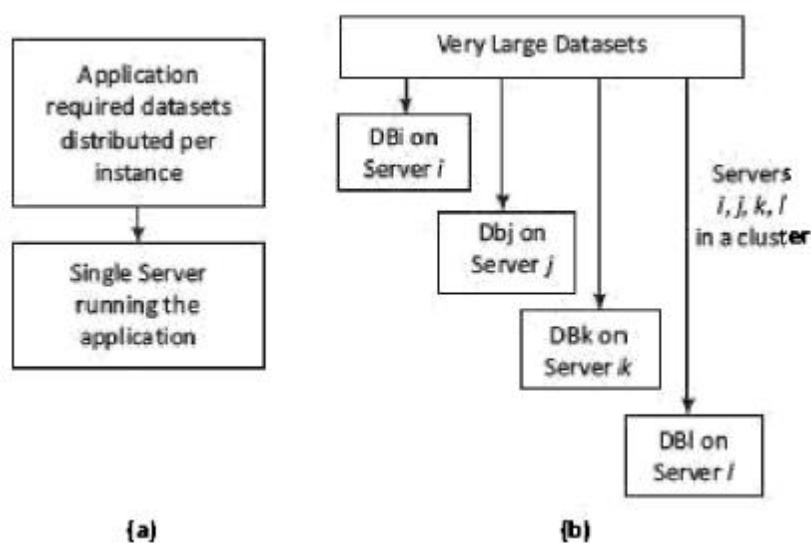 Application
required datasets
distributed per
instance
Single Server
running the
application
(a)
Very Large Datasets
DBi on
Server i
Dbj on
Server j
DBk on
Server ik
DBl on
Server l
Servers
i, j, k, l
in a cluster
(b)